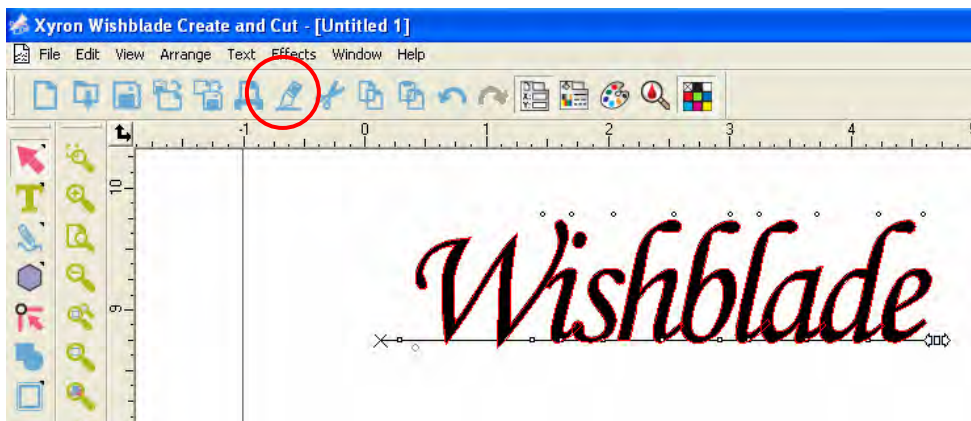 Xyron Wishblade Create and Cut - [Untitled 1]
File Edit View Arrange Text Effects Window Help
X:
Y:
-1 0 1 2 3 4
T
10
9
Wishblade